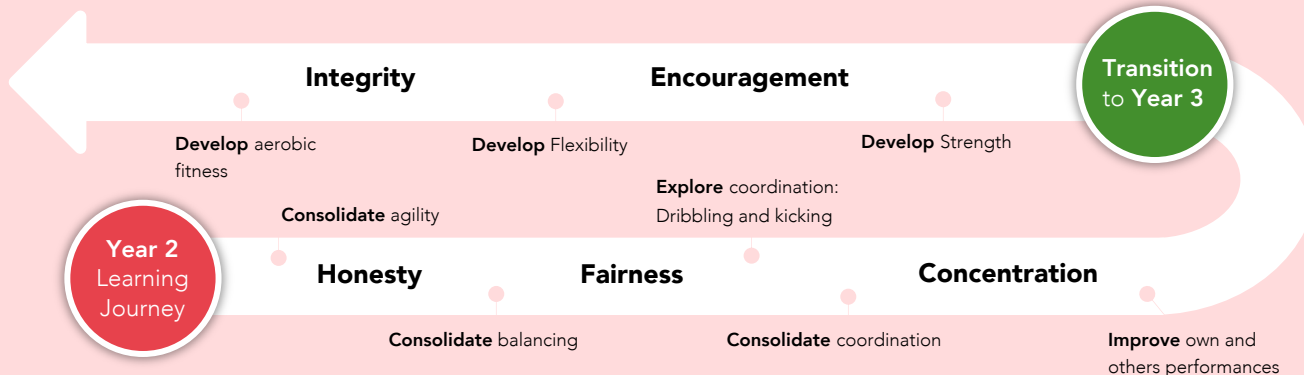 Integrity
Encouragement
Transition
to Year 3
Develop aerobic
fitness
Develop Flexibility
Develop Strength
Explore coordination:
Dribbling and kicking
Consolidate agility
Year 2
Learning
Journey
Honesty
Fairness
Concentration
Consolidate balancing
Consolidate coordination
Improve own and
others performances